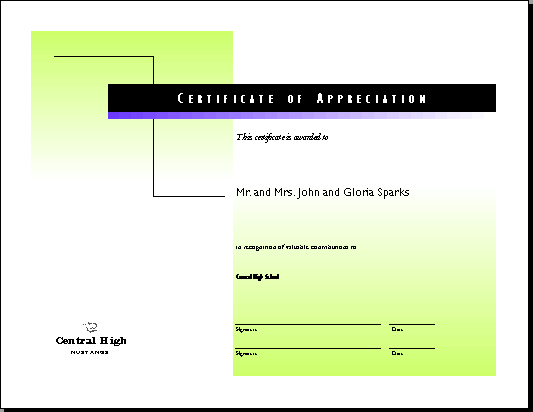 Certificate of Appreciation
This certificate is awarded to
Mr. and Mrs. John and Gloria Sparks
in recognition of valuable contributions to
Central High School
Signature Date
Signature Date
Central High
MUSTANGS